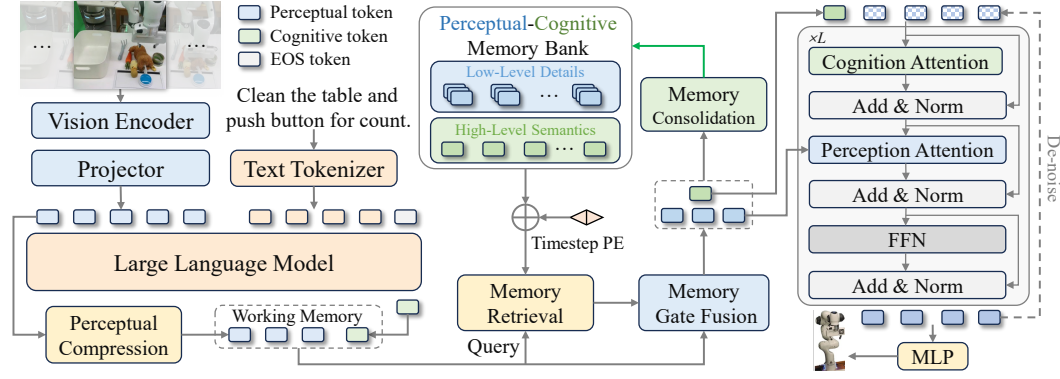 Perceptual token
Cognitive token
EOS token
Clean the table and
push button for count.
Vision Encoder
Projector
Text Tokenizer
Large Language Model
Perceptual
Compression
Working Memory
Perceptual-Cognitive
Memory Bank
Low-Level Details
High-Level Semantics
Timestep PE
Memory
Retrieval
Query
Memory
Gate Fusion
Memory
Consolidation
×L
Cognition Attention
Add & Norm
Perception Attention
Add & Norm
FFN
Add & Norm
De-noise
MLP